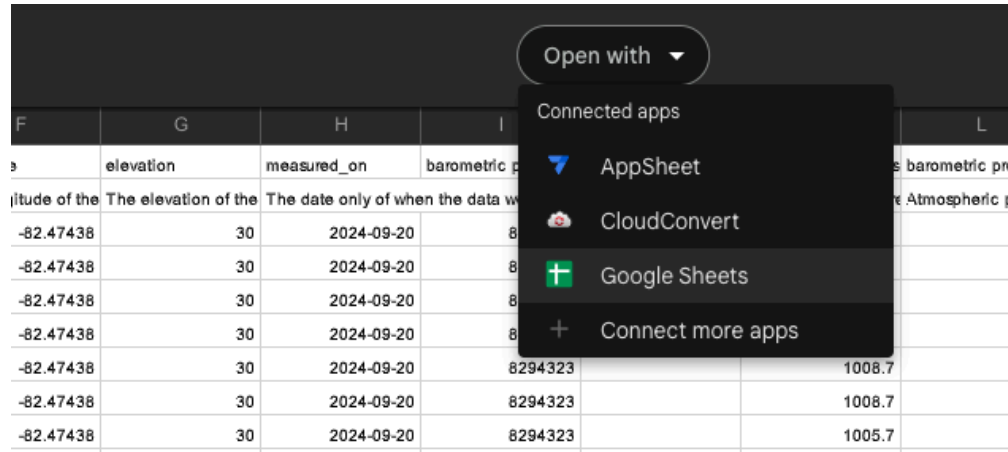 Open with
Connected apps
AppSheet
CloudConvert
Google Sheets
Connect more apps
F G H I L
elevation measured_on barometric barometric
of the The elevation of the The date only of when the data Atmospheric
-82.47438 30 2024-09-20 8
-82.47438 30 2024-09-20 8
-82.47438 30 2024-09-20 8
-82.47438 30 2024-09-20 8
-82.47438 30 2024-09-20 8294323 1008.7
-82.47438 30 2024-09-20 8294323 1008.7
-82.47438 30 2024-09-20 8294323 1005.7